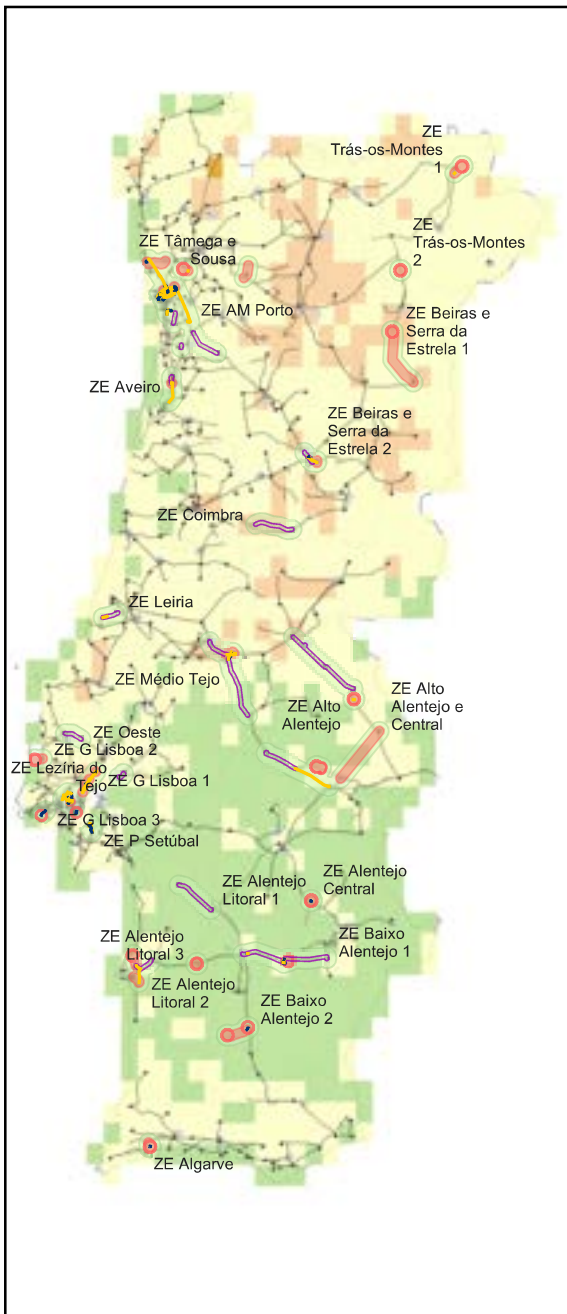 ZE
Trás-os-Montes
1
ZE
Trás-os-Montes
2
ZE Tâmega e
Sousa
ZE AM Porto
ZE Beiras e
Serra da
Estrela 1
ZE Aveiro
ZE Beiras e
Serra da
Estrela 2
ZE Coimbra
ZE Leiria
ZE Médio Tejo
ZE Alto
Alentejo
ZE Alto
Alentejo e
Central
ZE Oeste
ZE G Lisboa 2
ZE Lezíria do
Tejo
ZE G Lisboa 1
ZE G Lisboa 3
ZE P Setúbal
ZE Alentejo
Litoral 1
ZE Alentejo
Central
ZE Alentejo
Litoral 3
ZE Baixo
Alentejo 1
ZE Alentejo
Litoral 2
ZE Baixo
Alentejo 2
ZE Algarve